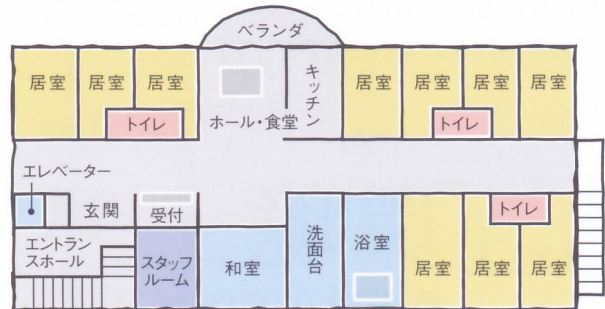 ベランダ
居室
居室
居室
トイレ
ホール・食堂
キッチン
居室
居室
居室
居室
トイレ
エレベーター
玄関
受付
エントラン
スホール
スタッフ
ルーム
和室
洗面台
浴室
トイレ
居室
居室
居室